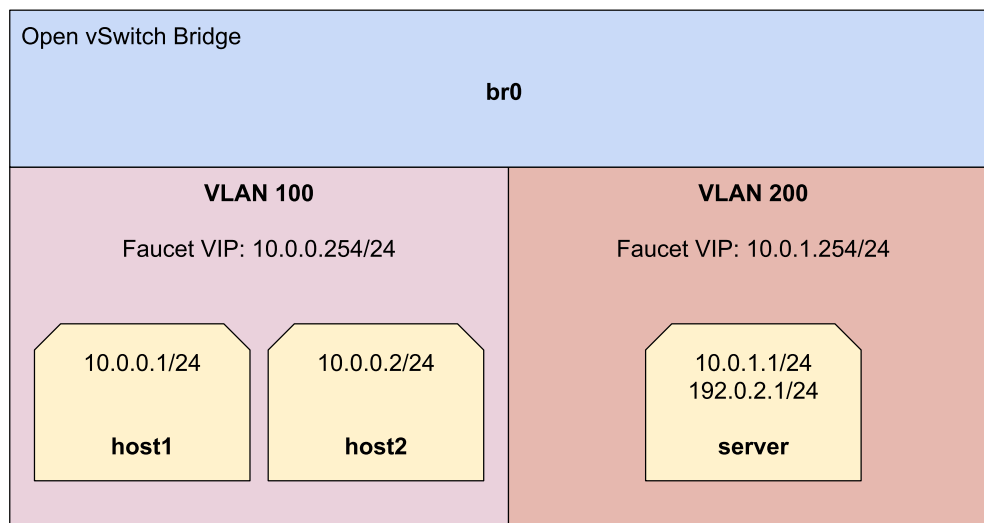 Open vSwitch Bridge
br0
VLAN 100
Faucet VIP: 10.0.0.254/24
10.0.0.1/24
host1
10.0.0.2/24
host2
VLAN 200
Faucet VIP: 10.0.1.254/24
10.0.1.1/24
192.0.2.1/24
server